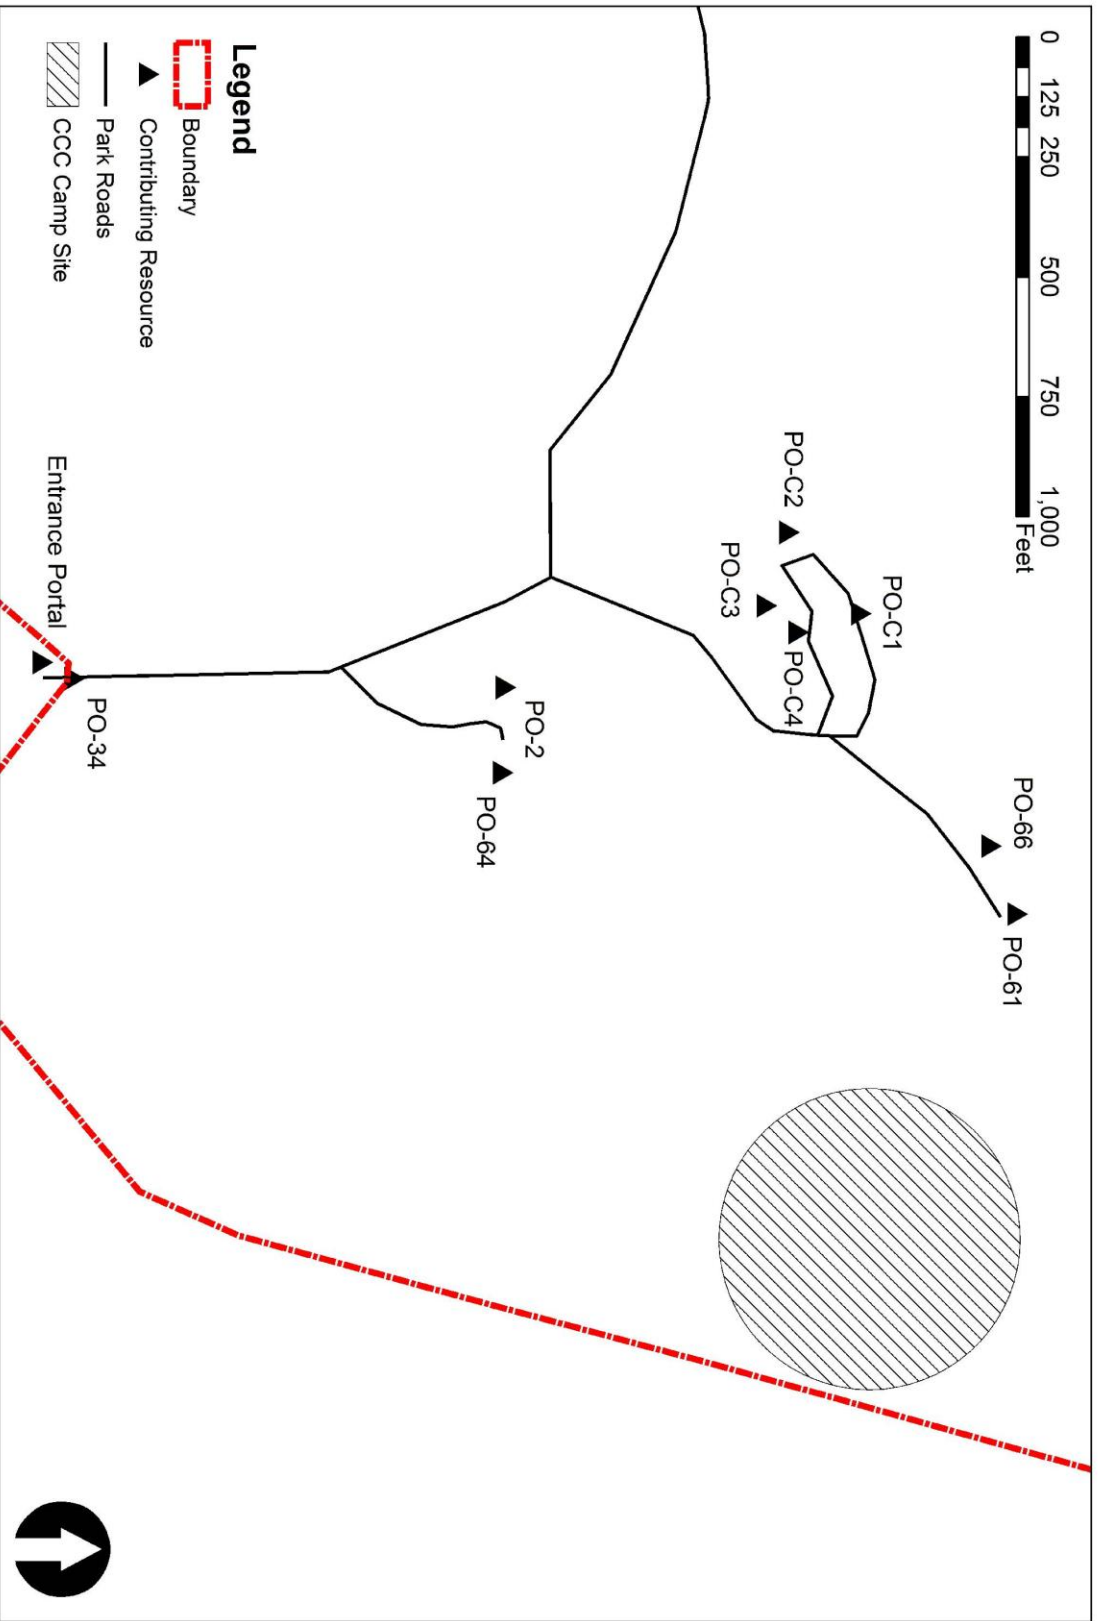 0 125 250 500 750 1,000
Feet
PO-C2
PO-C1
PO-C3
PO-C4
PO-66
PO-61
PO-2
PO-64
Legend
Boundary
Contributing Resource
Park Roads
CCC Camp Site
Entrance Portal
PO-34